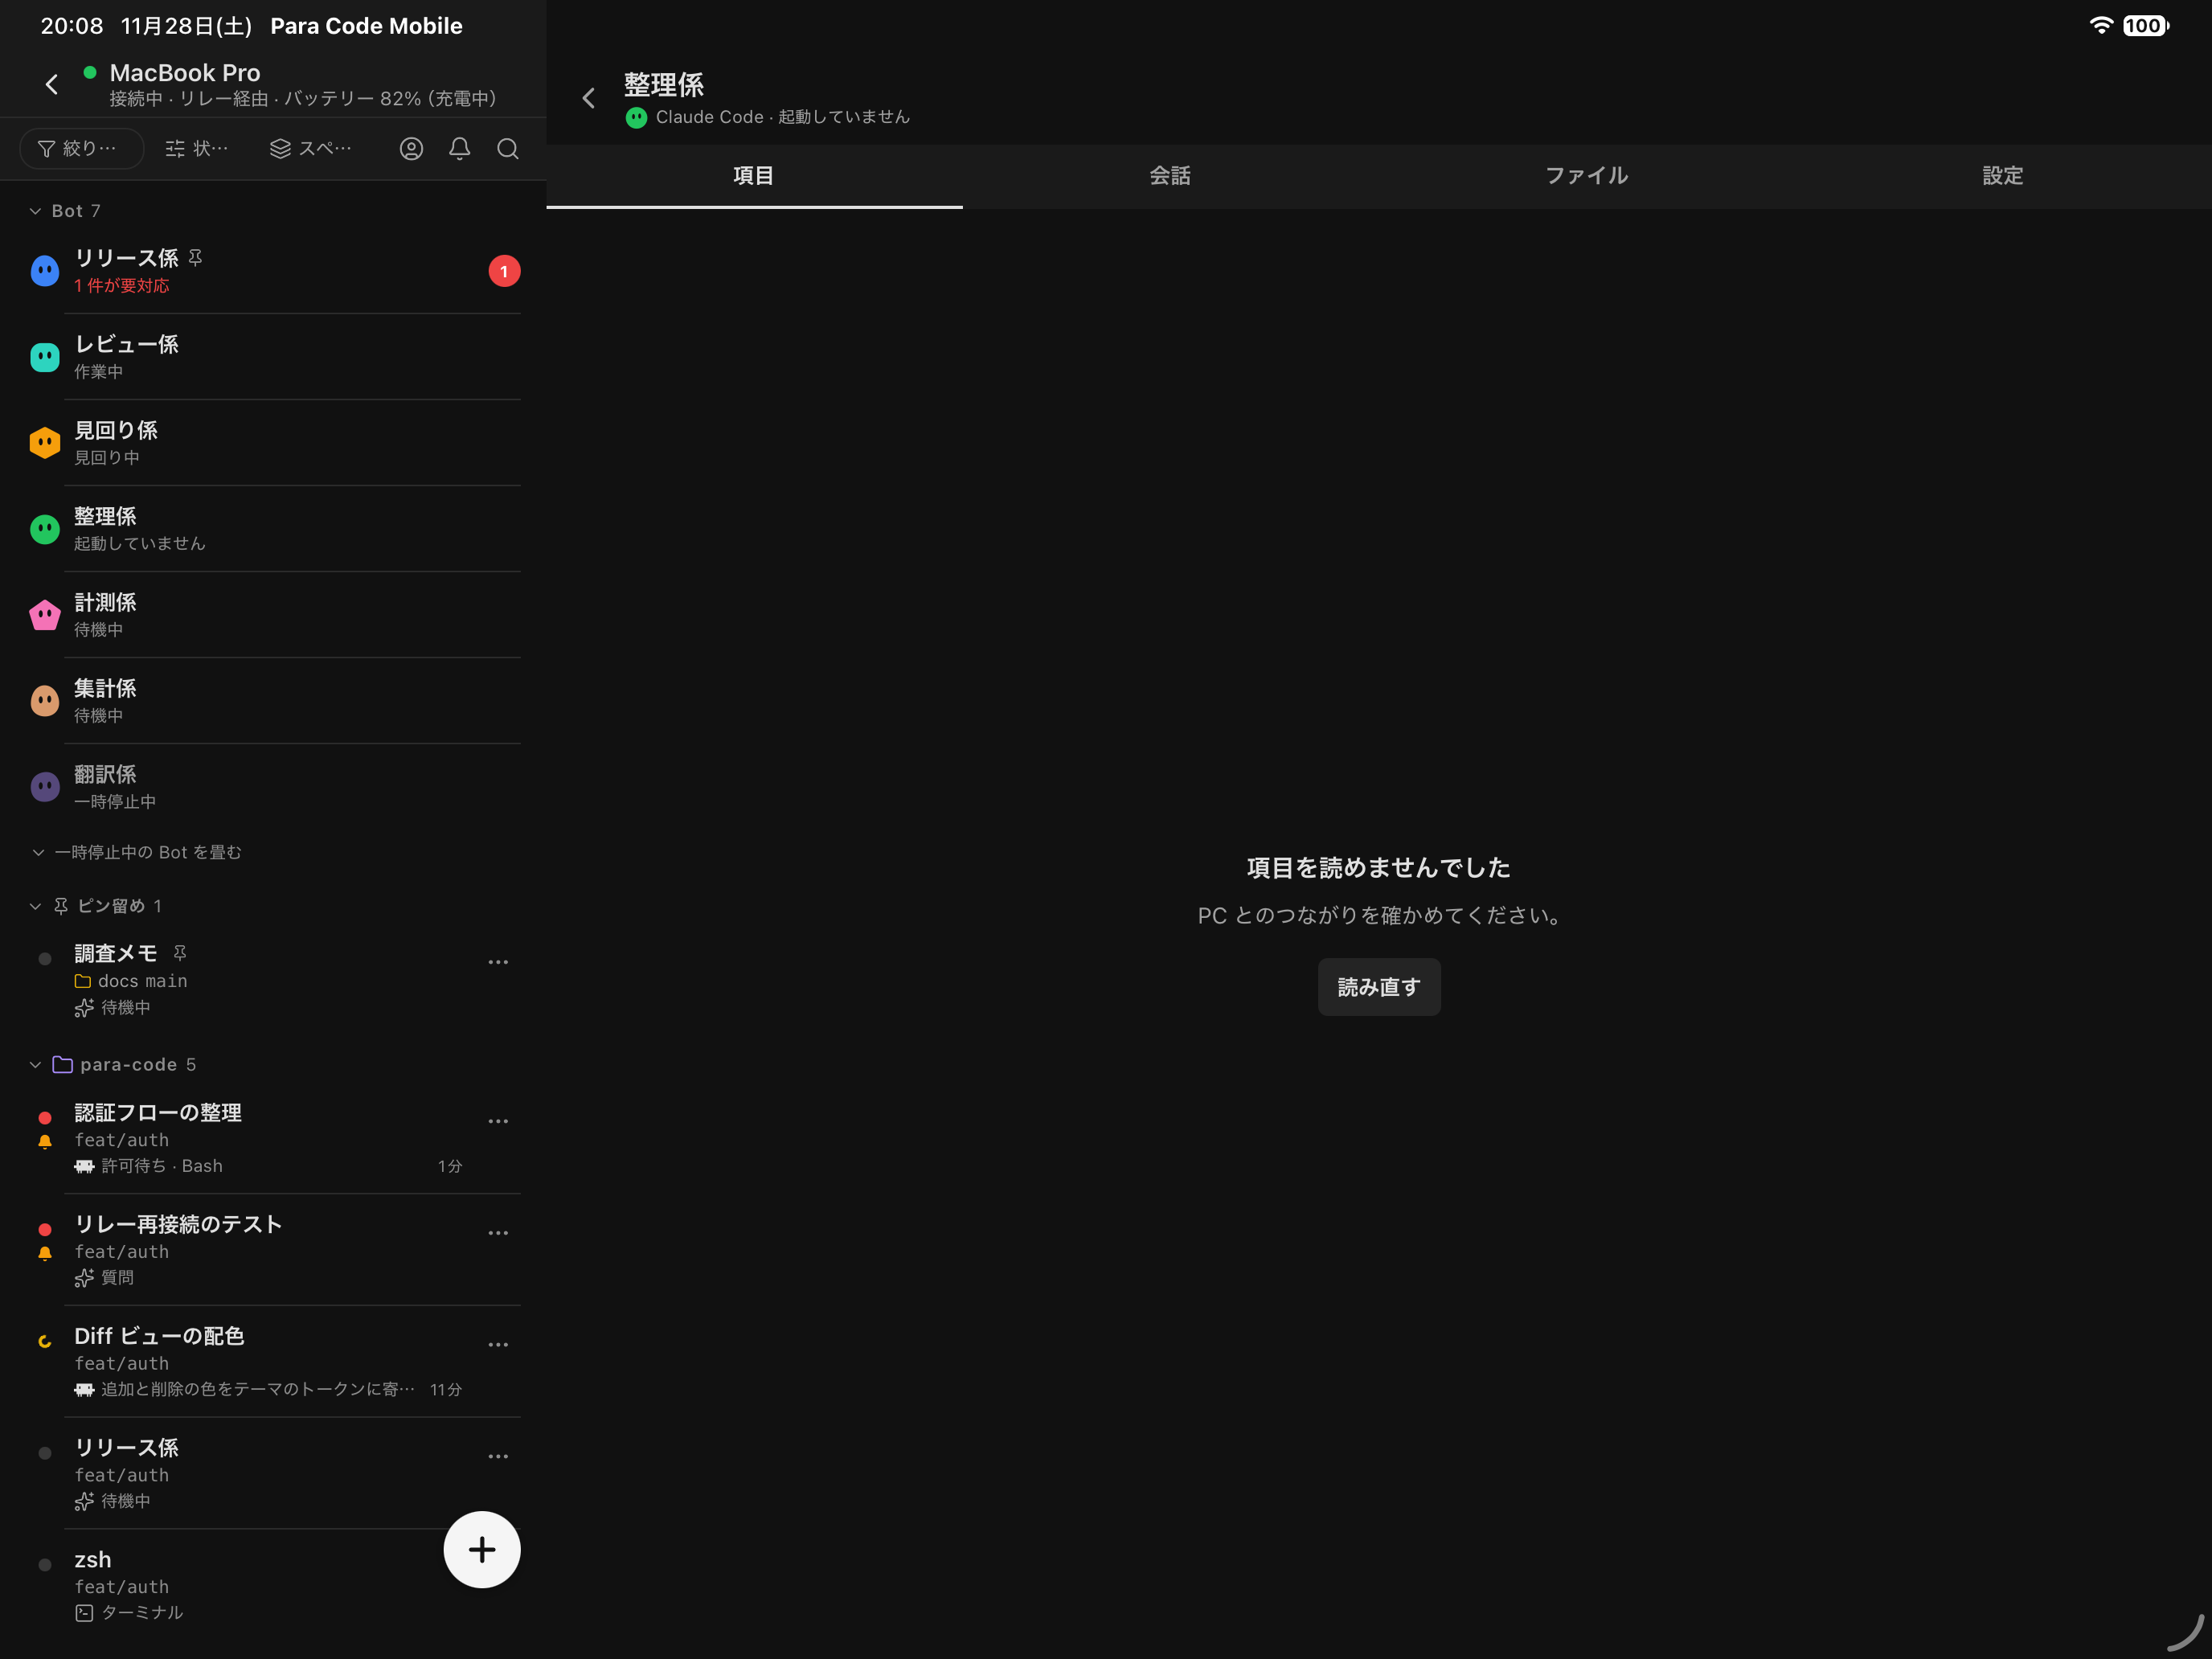 20:08 11月28日(土) Para Code Mobile
100
MacBook Pro
接続中 · リレー経由 · バッテリー 82% (充電中)
絞り…
状…
スペ…
Bot 7
リリース係
1 件が要対応
1
レビュー係
作業中
見回り係
見回り中
整理係
起動していません
計測係
待機中
集計係
待機中
翻訳係
一時停止中
一時停止中の Bot を畳む
ピン留め 1
調査メモ
docs main
待機中
para-code 5
認証フローの整理
feat/auth
許可待ち · Bash 1分
リレー再接続のテスト
feat/auth
質問
Diff ビューの配色
feat/auth
追加と削除の色をテーマのトークンに寄… 11分
リリース係
feat/auth
待機中
zsh
feat/auth
ターミナル
整理係
Claude Code · 起動していません
項目
会話
ファイル
設定
項目を読めませんでした
PC とのつながりを確かめてください。
読み直す